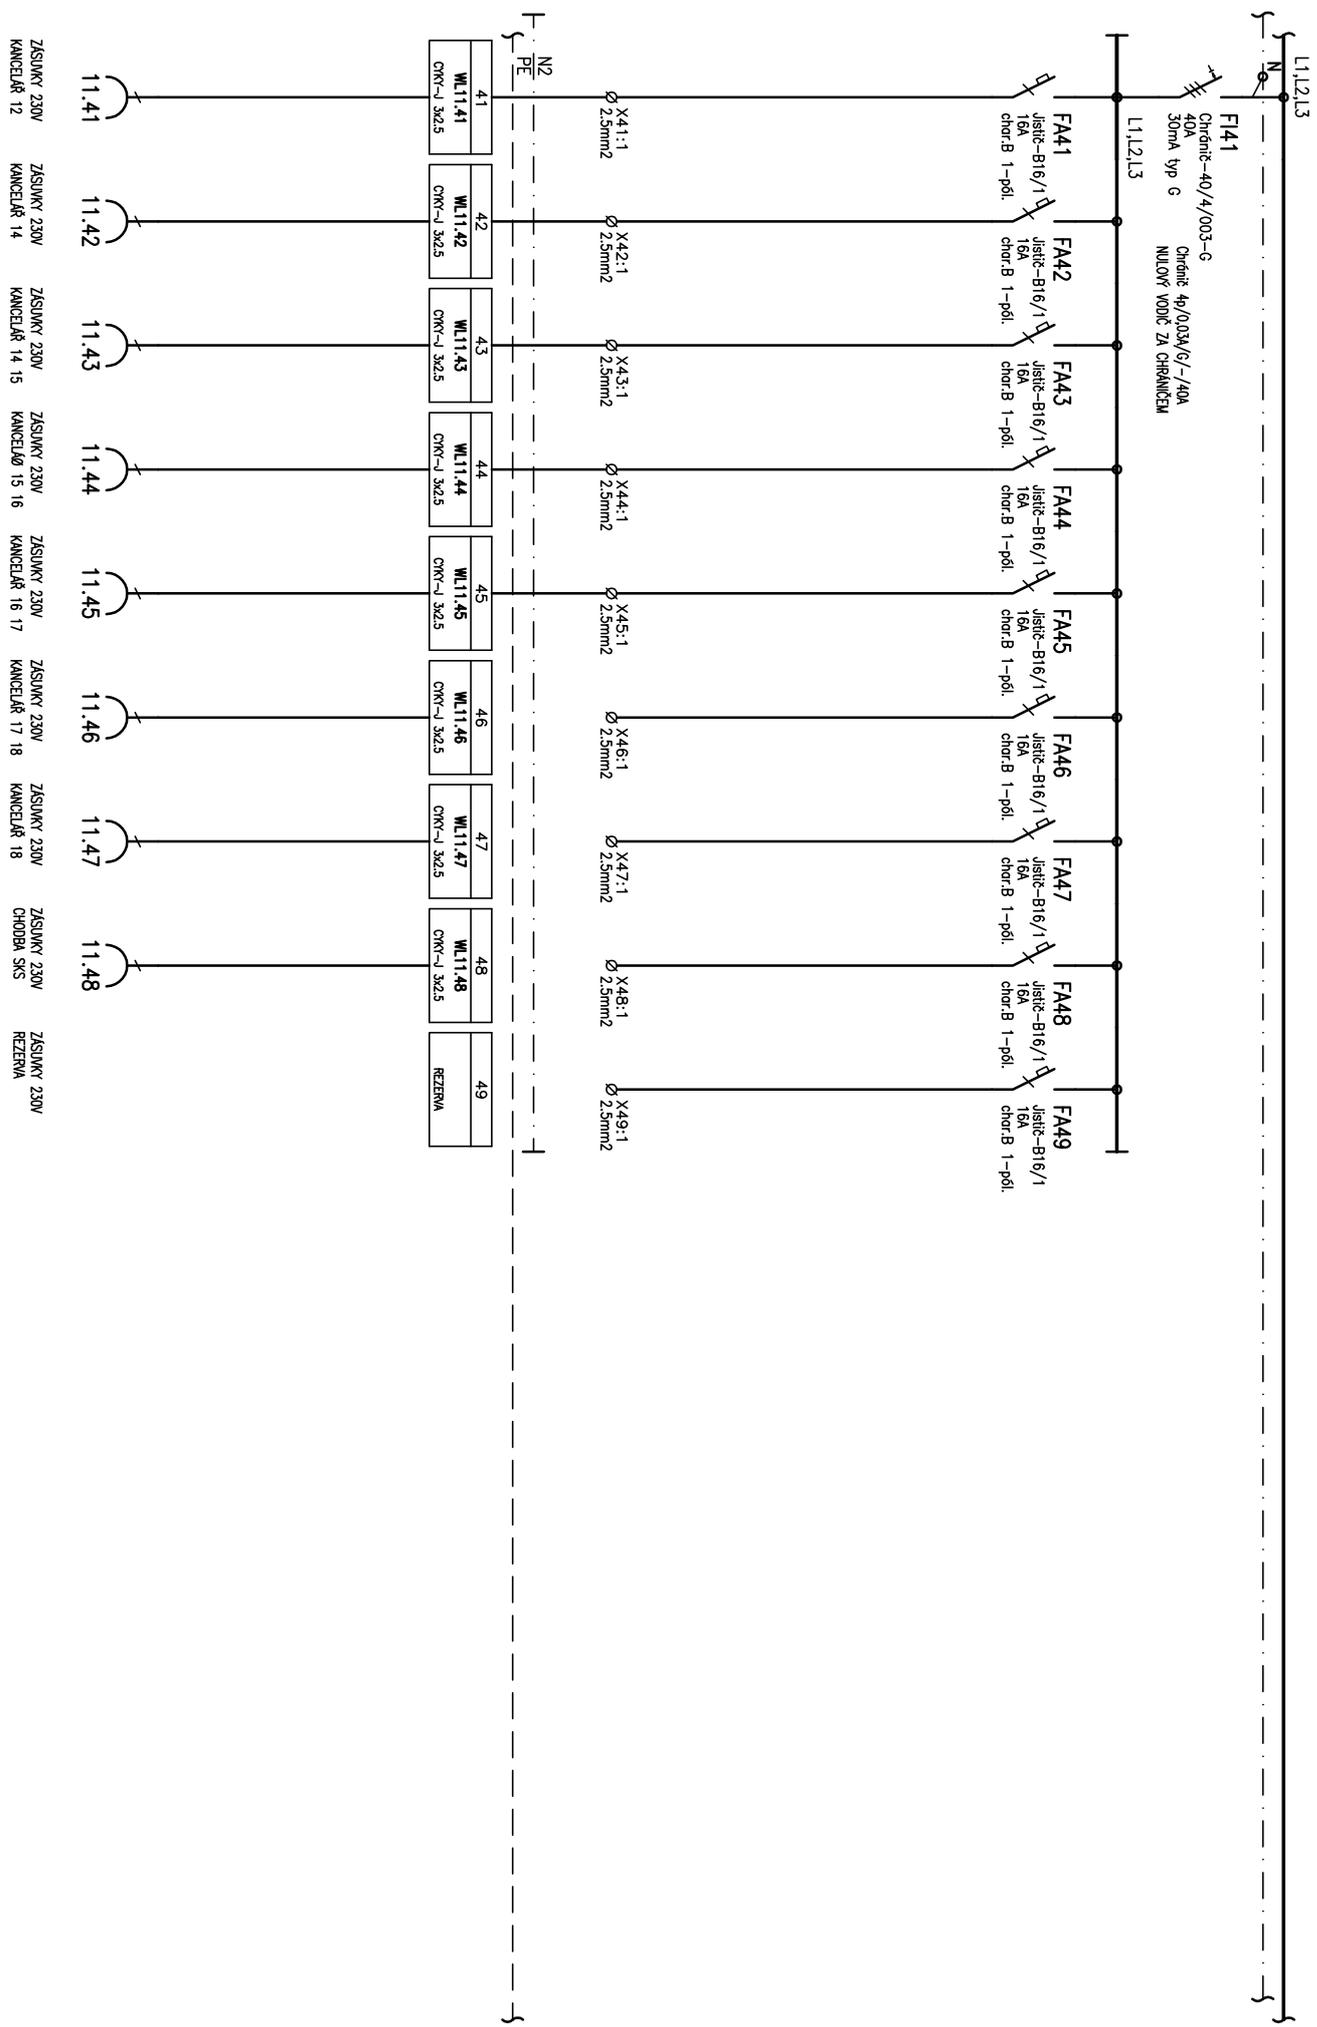 L1,L2,L3
N
FI41
Chránič-40/4/003-G
40A
30mA typ G
Chránič 4p/0,03A/G/-/40A
NULOVÝ VODIČ ZA CHRÁNIČEM
L1,L2,L3
FA41
Jistič-B16/1
16A
char.B 1-pól.
FA42
Jistič-B16/1
16A
char.B 1-pól.
FA43
Jistič-B16/1
16A
char.B 1-pól.
FA44
Jistič-B16/1
16A
char.B 1-pól.
FA45
Jistič-B16/1
16A
char.B 1-pól.
FA46
Jistič-B16/1
16A
char.B 1-pól.
FA47
Jistič-B16/1
16A
char.B 1-pól.
FA48
Jistič-B16/1
16A
char.B 1-pól.
FA49
Jistič-B16/1
16A
char.B 1-pól.
X41:1
2.5mm2
X42:1
2.5mm2
X43:1
2.5mm2
X44:1
2.5mm2
X45:1
2.5mm2
X46:1
2.5mm2
X47:1
2.5mm2
X48:1
2.5mm2
X49:1
2.5mm2
N2
PE
41
WL11.41
CYKY-J 3x2.5
42
WL11.42
CYKY-J 3x2.5
43
WL11.43
CYKY-J 3x2.5
44
WL11.44
CYKY-J 3x2.5
45
WL11.45
CYKY-J 3x2.5
46
WL11.46
CYKY-J 3x2.5
47
WL11.47
CYKY-J 3x2.5
48
WL11.48
CYKY-J 3x2.5
49
REZERVA
11.41
11.42
11.43
11.44
11.45
11.46
11.47
11.48
ZÁSUVKY 230V
KANCELÁŘ 12
ZÁSUVKY 230V
KANCELÁŘ 14
ZÁSUVKY 230V
KANCELÁŘ 14 15
ZÁSUVKY 230V
KANCELÁØ 15 16
ZÁSUVKY 230V
KANCELÁŘ 16 17
ZÁSUVKY 230V
KANCELÁŘ 17 18
ZÁSUVKY 230V
KANCELÁŘ 18
ZÁSUVKY 230V
CHODBA SKS
ZÁSUVKY 230V
REZERVA